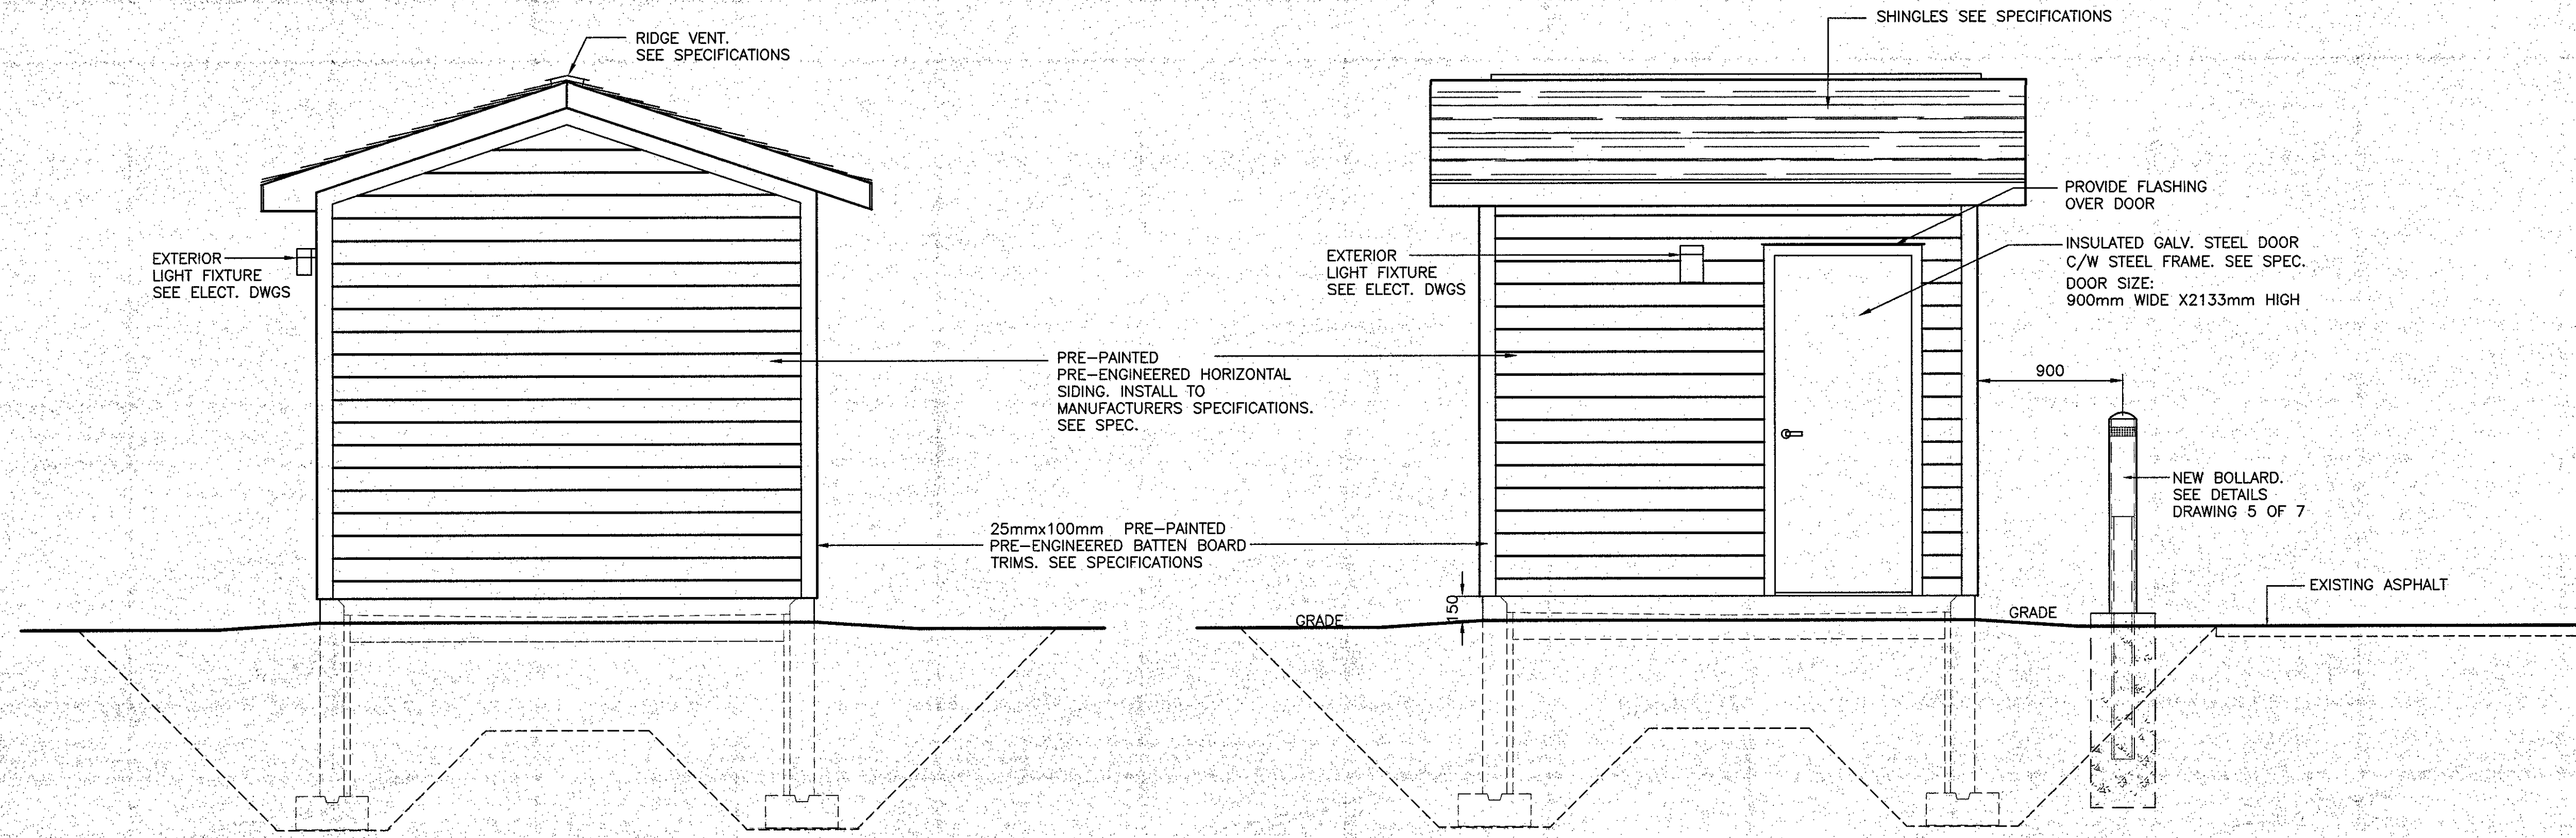 RIDGE VENT.
SEE SPECIFICATIONS
EXTERIOR
LIGHT FIXTURE
SEE ELECT. DWGS
PRE-PAINTED
PRE-ENGINEERED HORIZONTAL
SIDING. INSTALL TO
MANUFACTURERS SPECIFICATIONS.
SEE SPEC.
25mmx100mm PRE-PAINTED
PRE-ENGINEERED BATTEN BOARD
TRIMS. SEE SPECIFICATIONS
SHINGLES SEE SPECIFICATIONS
EXTERIOR
LIGHT FIXTURE
SEE ELECT. DWGS
PROVIDE FLASHING
OVER DOOR
INSULATED GALV. STEEL DOOR
C/W STEEL FRAME. SEE SPEC.
DOOR SIZE:
900mm WIDE X2133mm HIGH
900
NEW BOLLARD.
SEE DETAILS
DRAWING 5 OF 7
EXISTING ASPHALT
150
GRADE
GRADE